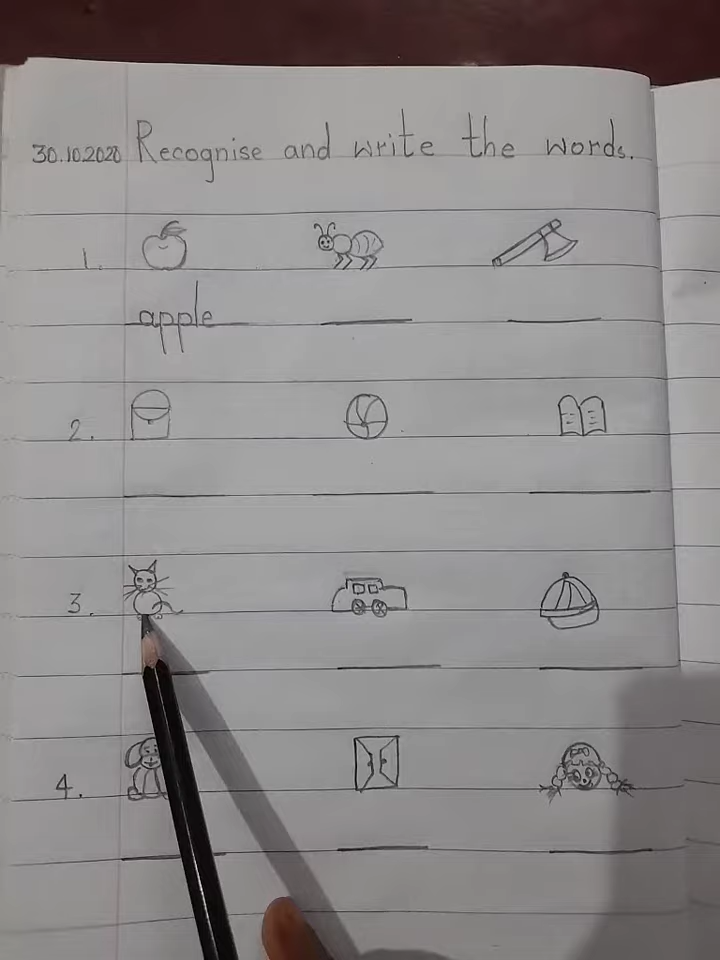 30.10.2020 Recognise and write the words.
1.
apple
2.
3.
4.